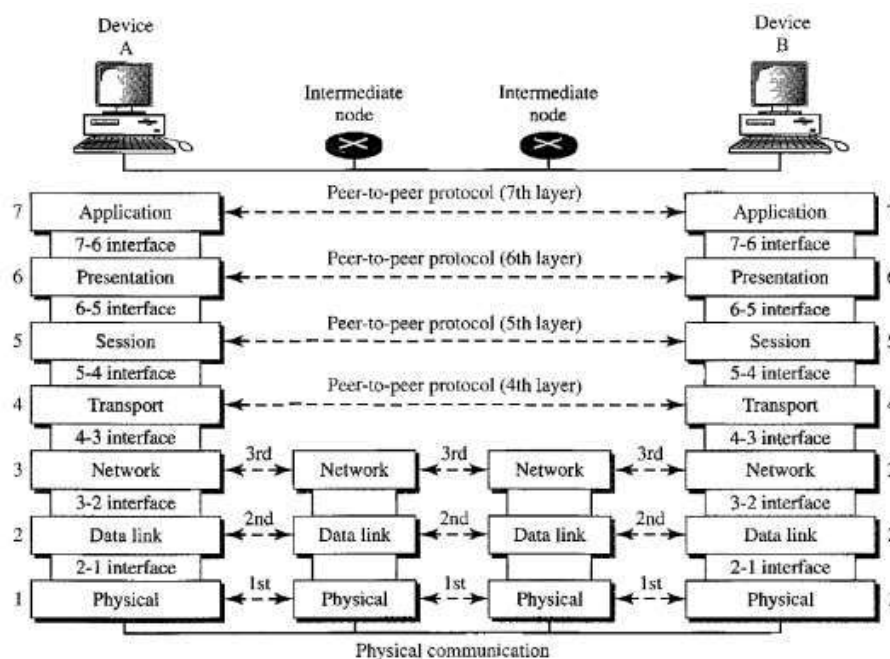 Device
A
Device
B
Intermediate
node
Intermediate
node
7 Application Peer-to-peer protocol (7th layer) Application
7-6 interface 7-6 interface
6 Presentation Peer-to-peer protocol (6th layer) Presentation 6
6-5 interface 6-5 interface
5 Session Peer-to-peer protocol (5th layer) Session 5
5-4 interface 5-4 interface
4 Transport Peer-to-peer protocol (4th layer) Transport 4
4-3 interface 4-3 interface
3 Network 3rd Network 3rd Network 3rd Network
3-2 interface 3-2 interface
2 Data link 2nd Data link 2nd Data link 2nd Data link
2-1 interface 2-1 interface
1 Physical 1st Physical 1st Physical 1st Physical
Physical communication